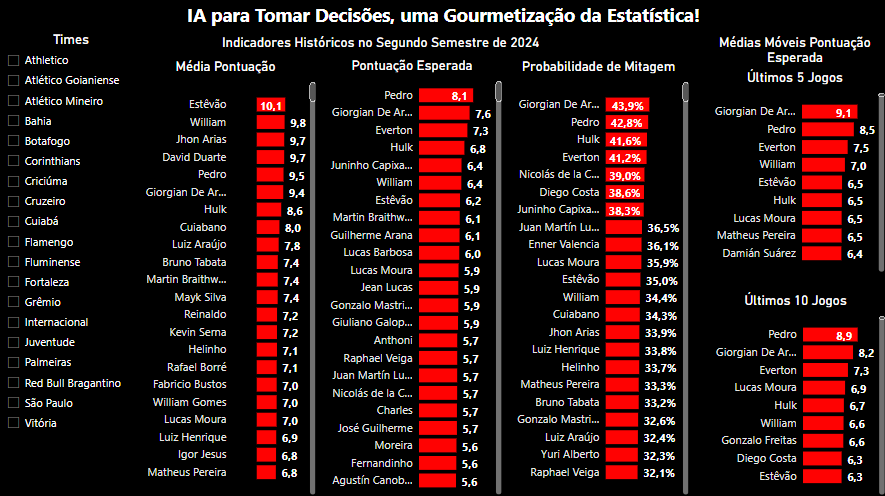 IA para Tomar Decisões, uma Gourmetização da Estatística!
Times
Athletico
Atlético Goianiense
Atlético Mineiro
Bahia
Botafogo
Corinthians
Criciúma
Cruzeiro
Cuiabá
Flamengo
Fluminense
Fortaleza
Grêmio
Internacional
Juventude
Palmeiras
Red Bull Bragantino
São Paulo
Vitória
Indicadores Históricos no Segundo Semestre de 2024
Média Pontuação
Estêvão 10,1
William 9,8
Jhon Arias 9,7
David Duarte 9,7
Pedro 9,5
Giorgian De Ar... 9,4
Hulk 8,6
Cuiabano 8,0
Luiz Araújo 7,8
Bruno Tabata 7,4
Martin Braithw... 7,4
Mayk Silva 7,4
Reinaldo 7,2
Kevin Serna 7,2
Helinho 7,1
Rafael Borré 7,1
Fabricio Bustos 7,0
William Gomes 7,0
Lucas Moura 7,0
Luiz Henrique 6,9
Igor Jesus 6,8
Matheus Pereira 6,8
Pontuação Esperada
Pedro 8,1
Giorgian De Ar... 7,6
Everton 7,3
Hulk 6,8
Juninho Capixa... 6,4
William 6,4
Estêvão 6,2
Martin Braithw... 6,1
Guilherme Arana 6,1
Lucas Barbosa 6,0
Lucas Moura 5,9
Jean Lucas 5,9
Gonzalo Mastri... 5,9
Giuliano Galop... 5,9
Anthoni 5,7
Raphael Veiga 5,7
Juan Martín Lu... 5,7
Nicolás de la C... 5,7
Charles 5,7
José Guilherme 5,7
Moreira 5,6
Fernandinho 5,6
Agustín Canob... 5,6
Probabilidade de Mitagem
Giorgian De Ar... 43,9%
Pedro 42,8%
Hulk 41,6%
Everton 41,2%
Nicolás de la C... 39,0%
Diego Costa 38,6%
Juninho Capixa... 38,3%
Juan Martín Lu... 36,5%
Enner Valencia 36,1%
Lucas Moura 35,9%
Estêvão 35,0%
William 34,4%
Cuiabano 34,3%
Jhon Arias 33,9%
Luiz Henrique 33,8%
Helinho 33,7%
Matheus Pereira 33,3%
Bruno Tabata 33,2%
Gonzalo Mastri... 32,6%
Luiz Araújo 32,4%
Yuri Alberto 32,3%
Raphael Veiga 32,1%
Médias Móveis Pontuação
Esperada
Últimos 5 Jogos
Giorgian De Ar... 9,1
Pedro 8,5
Everton 7,5
William 7,0
Estêvão 6,5
Hulk 6,5
Lucas Moura 6,5
Matheus Pereira 6,5
Damián Suárez 6,4
Últimos 10 Jogos
Pedro 8,9
Giorgian De Ar... 8,2
Everton 7,3
Lucas Moura 6,9
Hulk 6,7
William 6,6
Gonzalo Freitas 6,6
Diego Costa 6,3
Estêvão 6,3